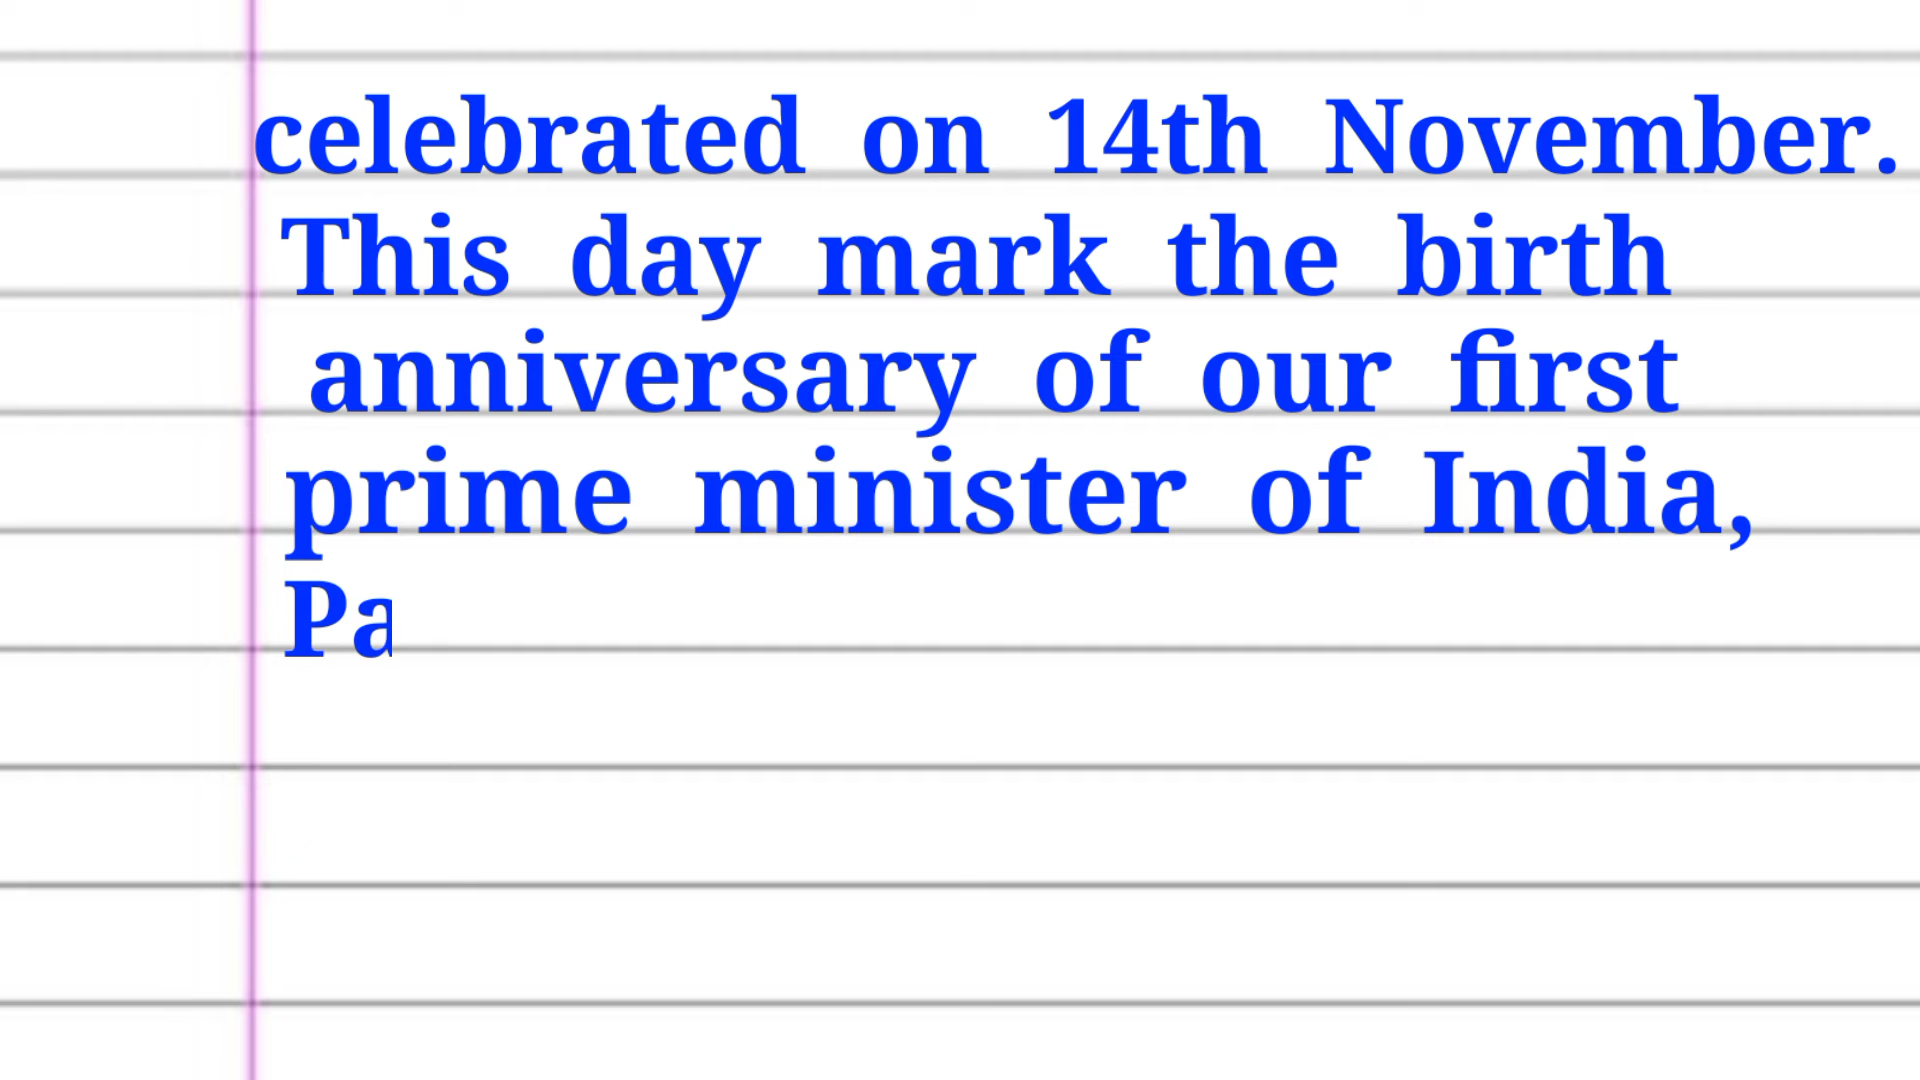 celebrated on 14th November.
This day mark the birth
anniversary of our first
prime minister of India,
Pa